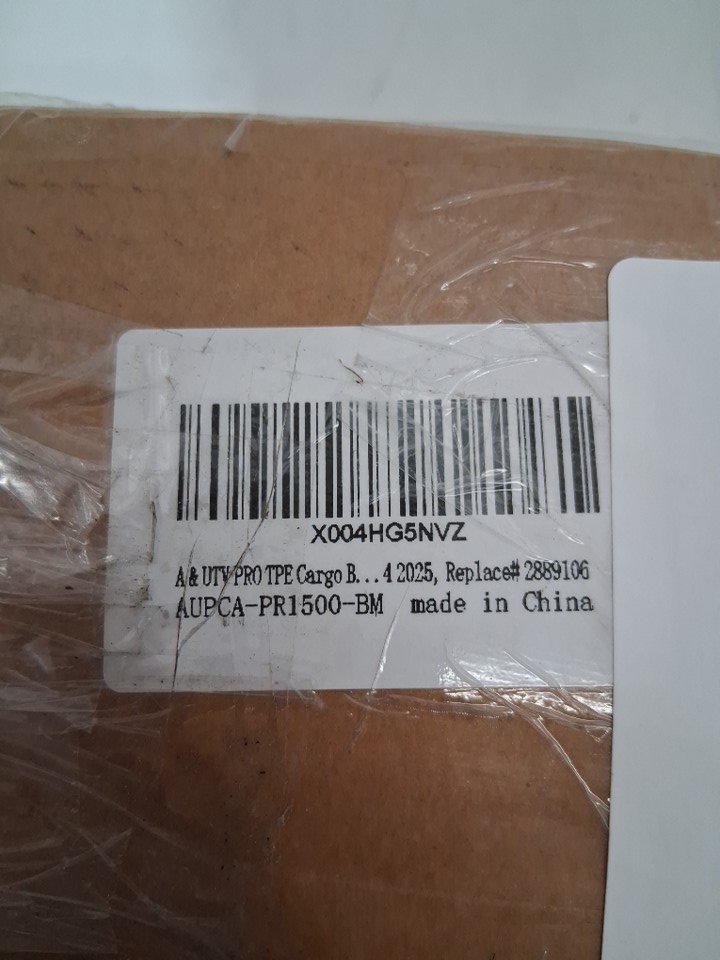 X004HG5NVZ
A & UTV PRO TPE Cargo B...4 2025, Replace# 2889106
AUPCA-PR1500-BM made in China